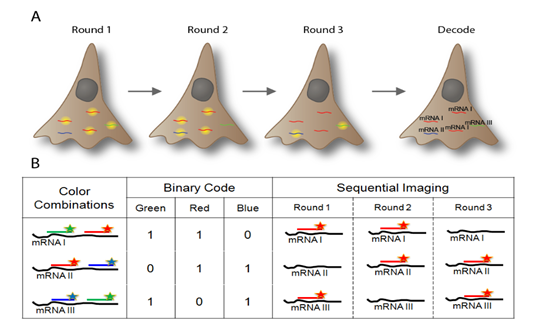 A
Round 1 Round 2 Round 3 Decode
mRNA I
mRNA I
mRNA III
mRNA II
mRNA I
B
Color Combinations
Binary Code
Sequential Imaging
Green Red Blue Round 1 Round 2 Round 3
mRNA I 1 1 0 mRNA I mRNA I mRNA I
mRNA II 0 1 1 mRNA II mRNA II mRNA II
mRNA III 1 0 1 mRNA III mRNA III mRNA III